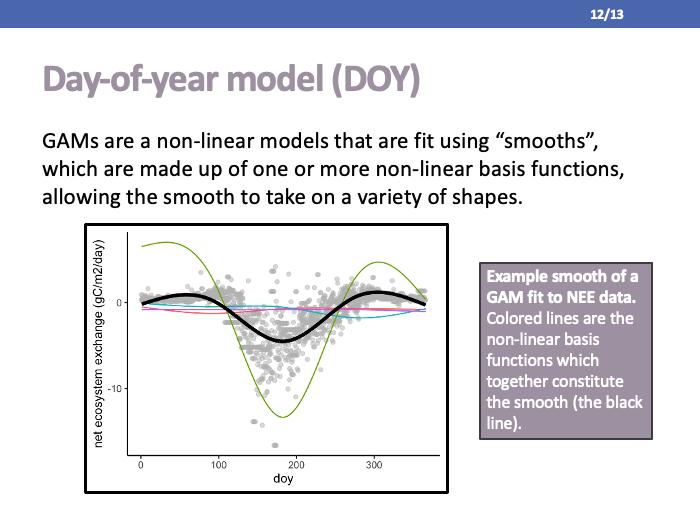 12/13
Day-of-year model (DOY)
GAMs are a non-linear models that are fit using “smooths”,
which are made up of one or more non-linear basis functions,
allowing the smooth to take on a variety of shapes.
net ecosystem exchange (gC/m2/day)
0
-10
0
100
200
300
doy
Example smooth of a
GAM fit to NEE data.
Colored lines are the
non-linear basis
functions which
together constitute
the smooth (the black
line).